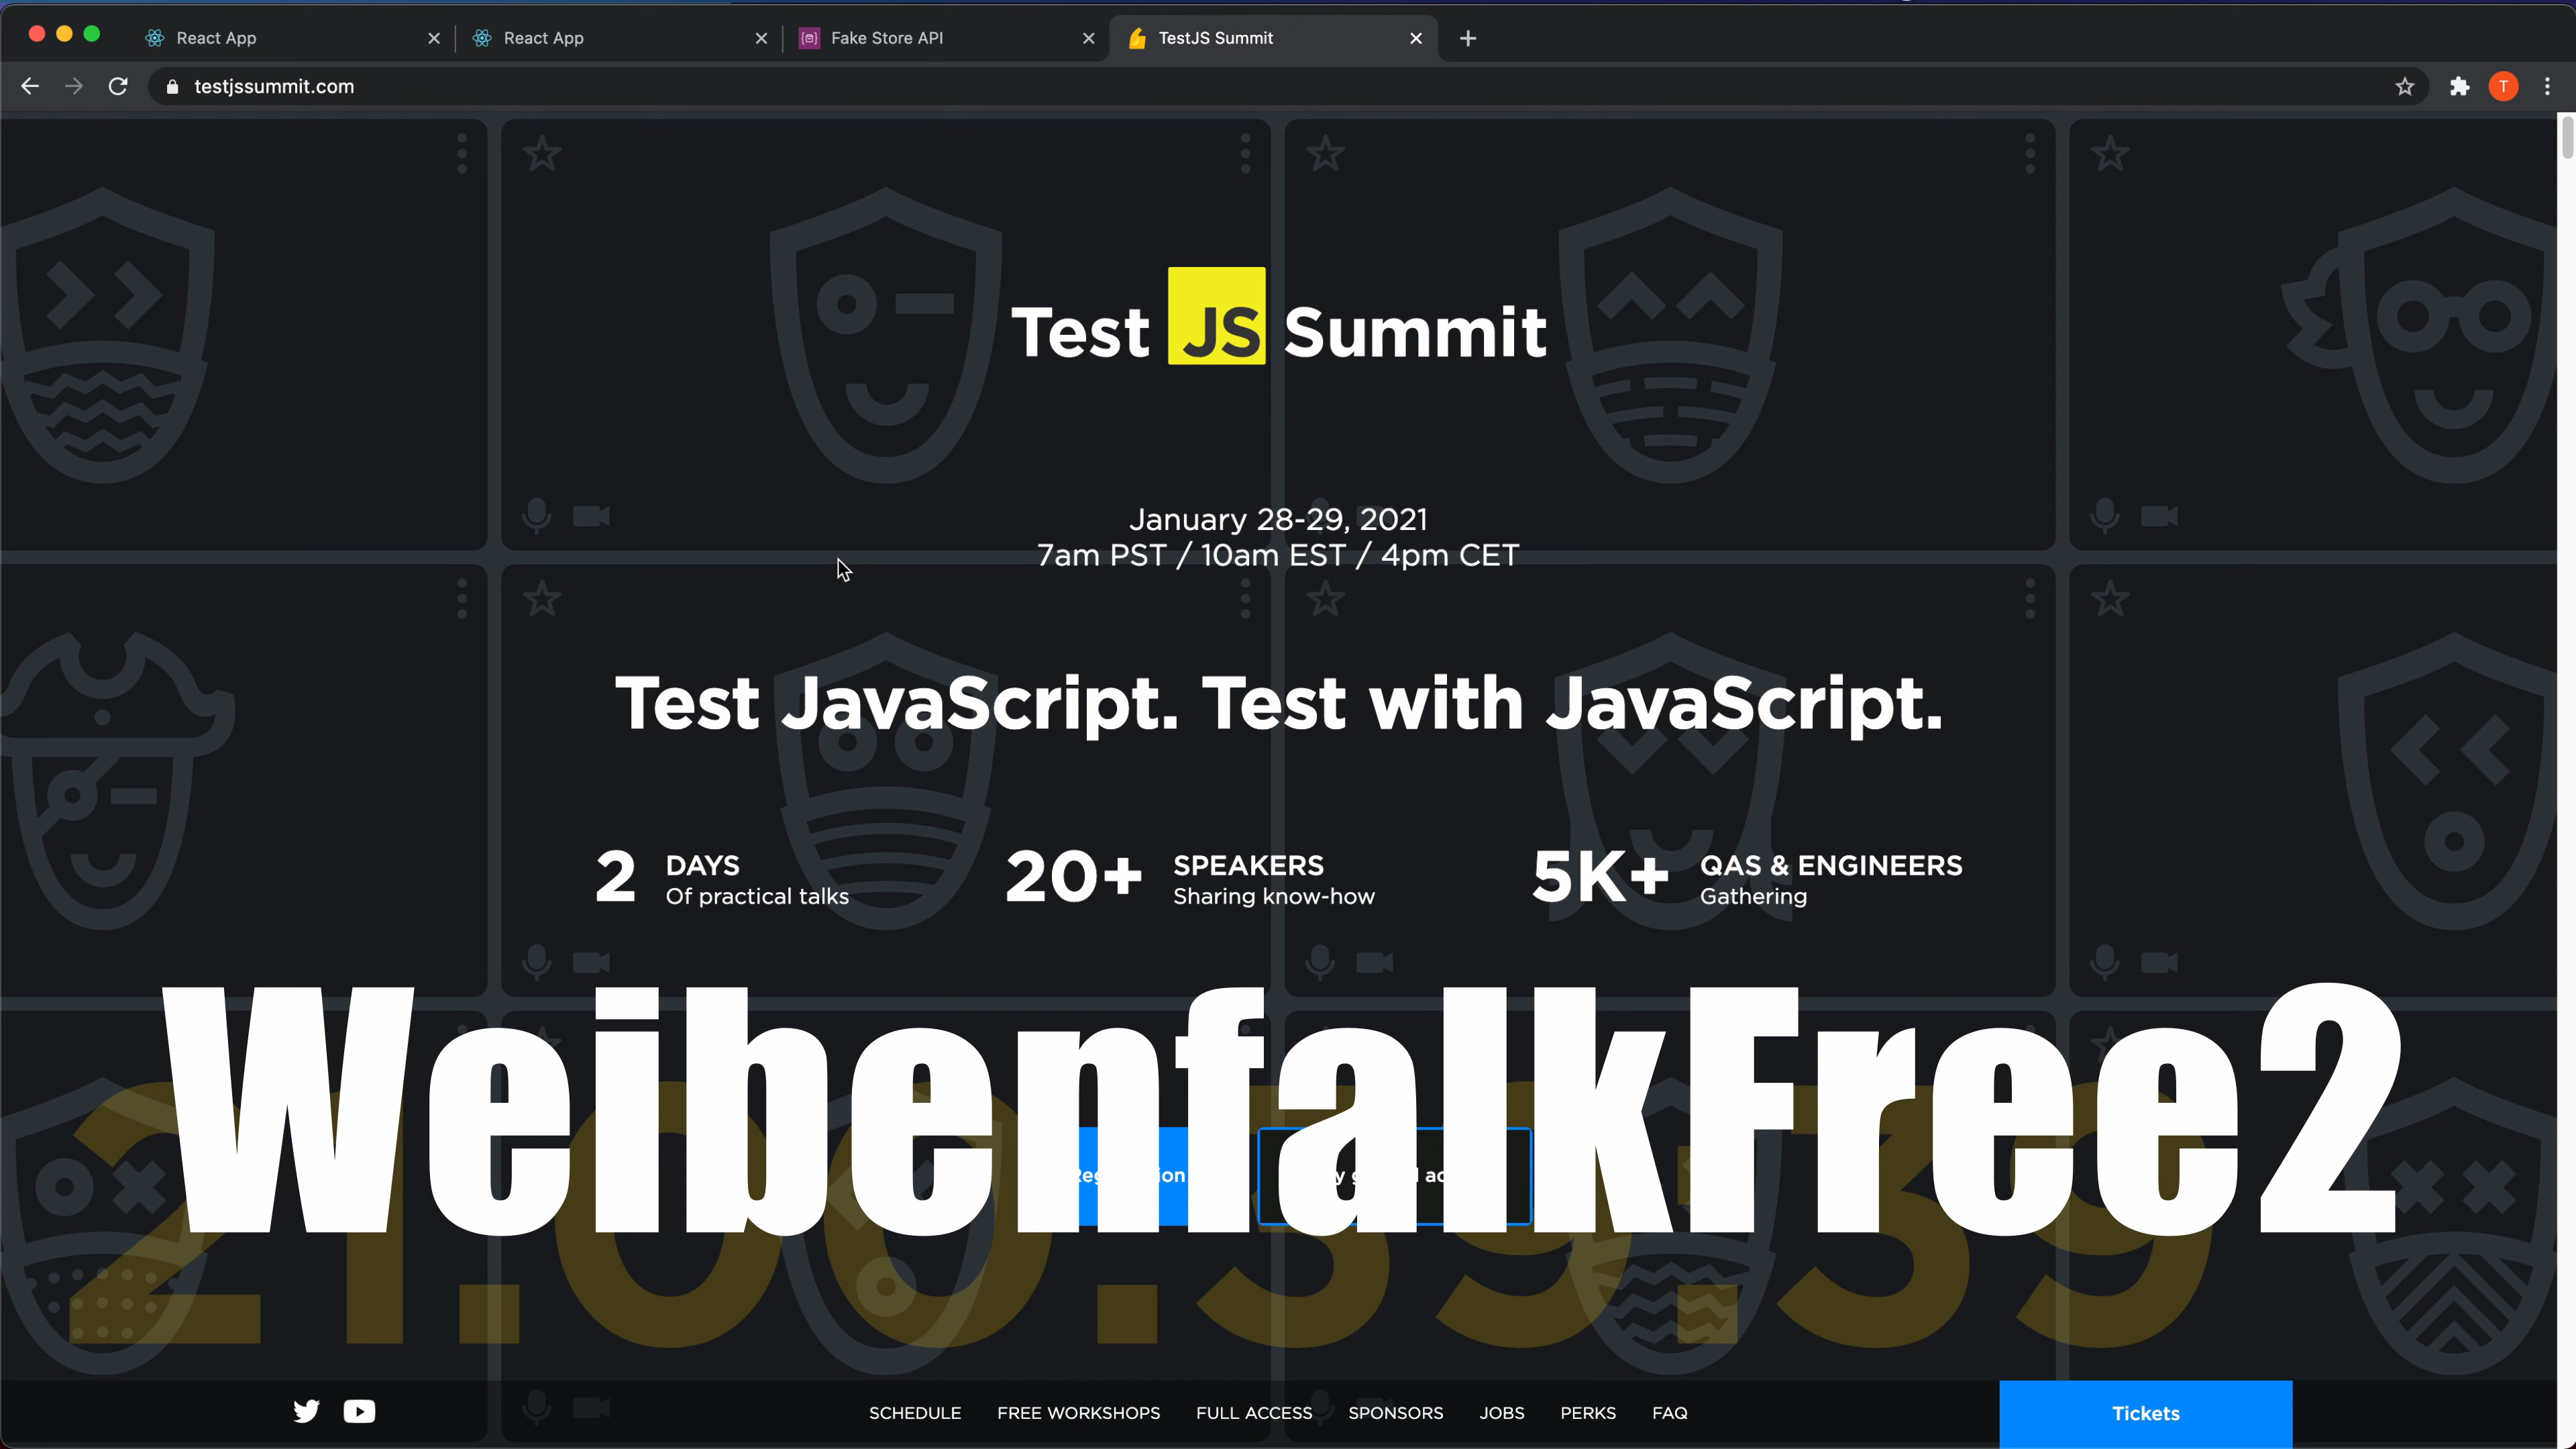 React App
React App
Fake Store API
TestJS Summit
testjssummit.com
T
Test JS Summit
January 28-29, 2021
7am PST / 10am EST / 4pm CET
Test JavaScript. Test with JavaScript.
2 DAYS
Of practical talks
20+ SPEAKERS
Sharing know-how
5K+ QAS & ENGINEERS
Gathering
WeibenfalkFree2
SCHEDULE FREE WORKSHOPS FULL ACCESS SPONSORS JOBS PERKS FAQ
Tickets